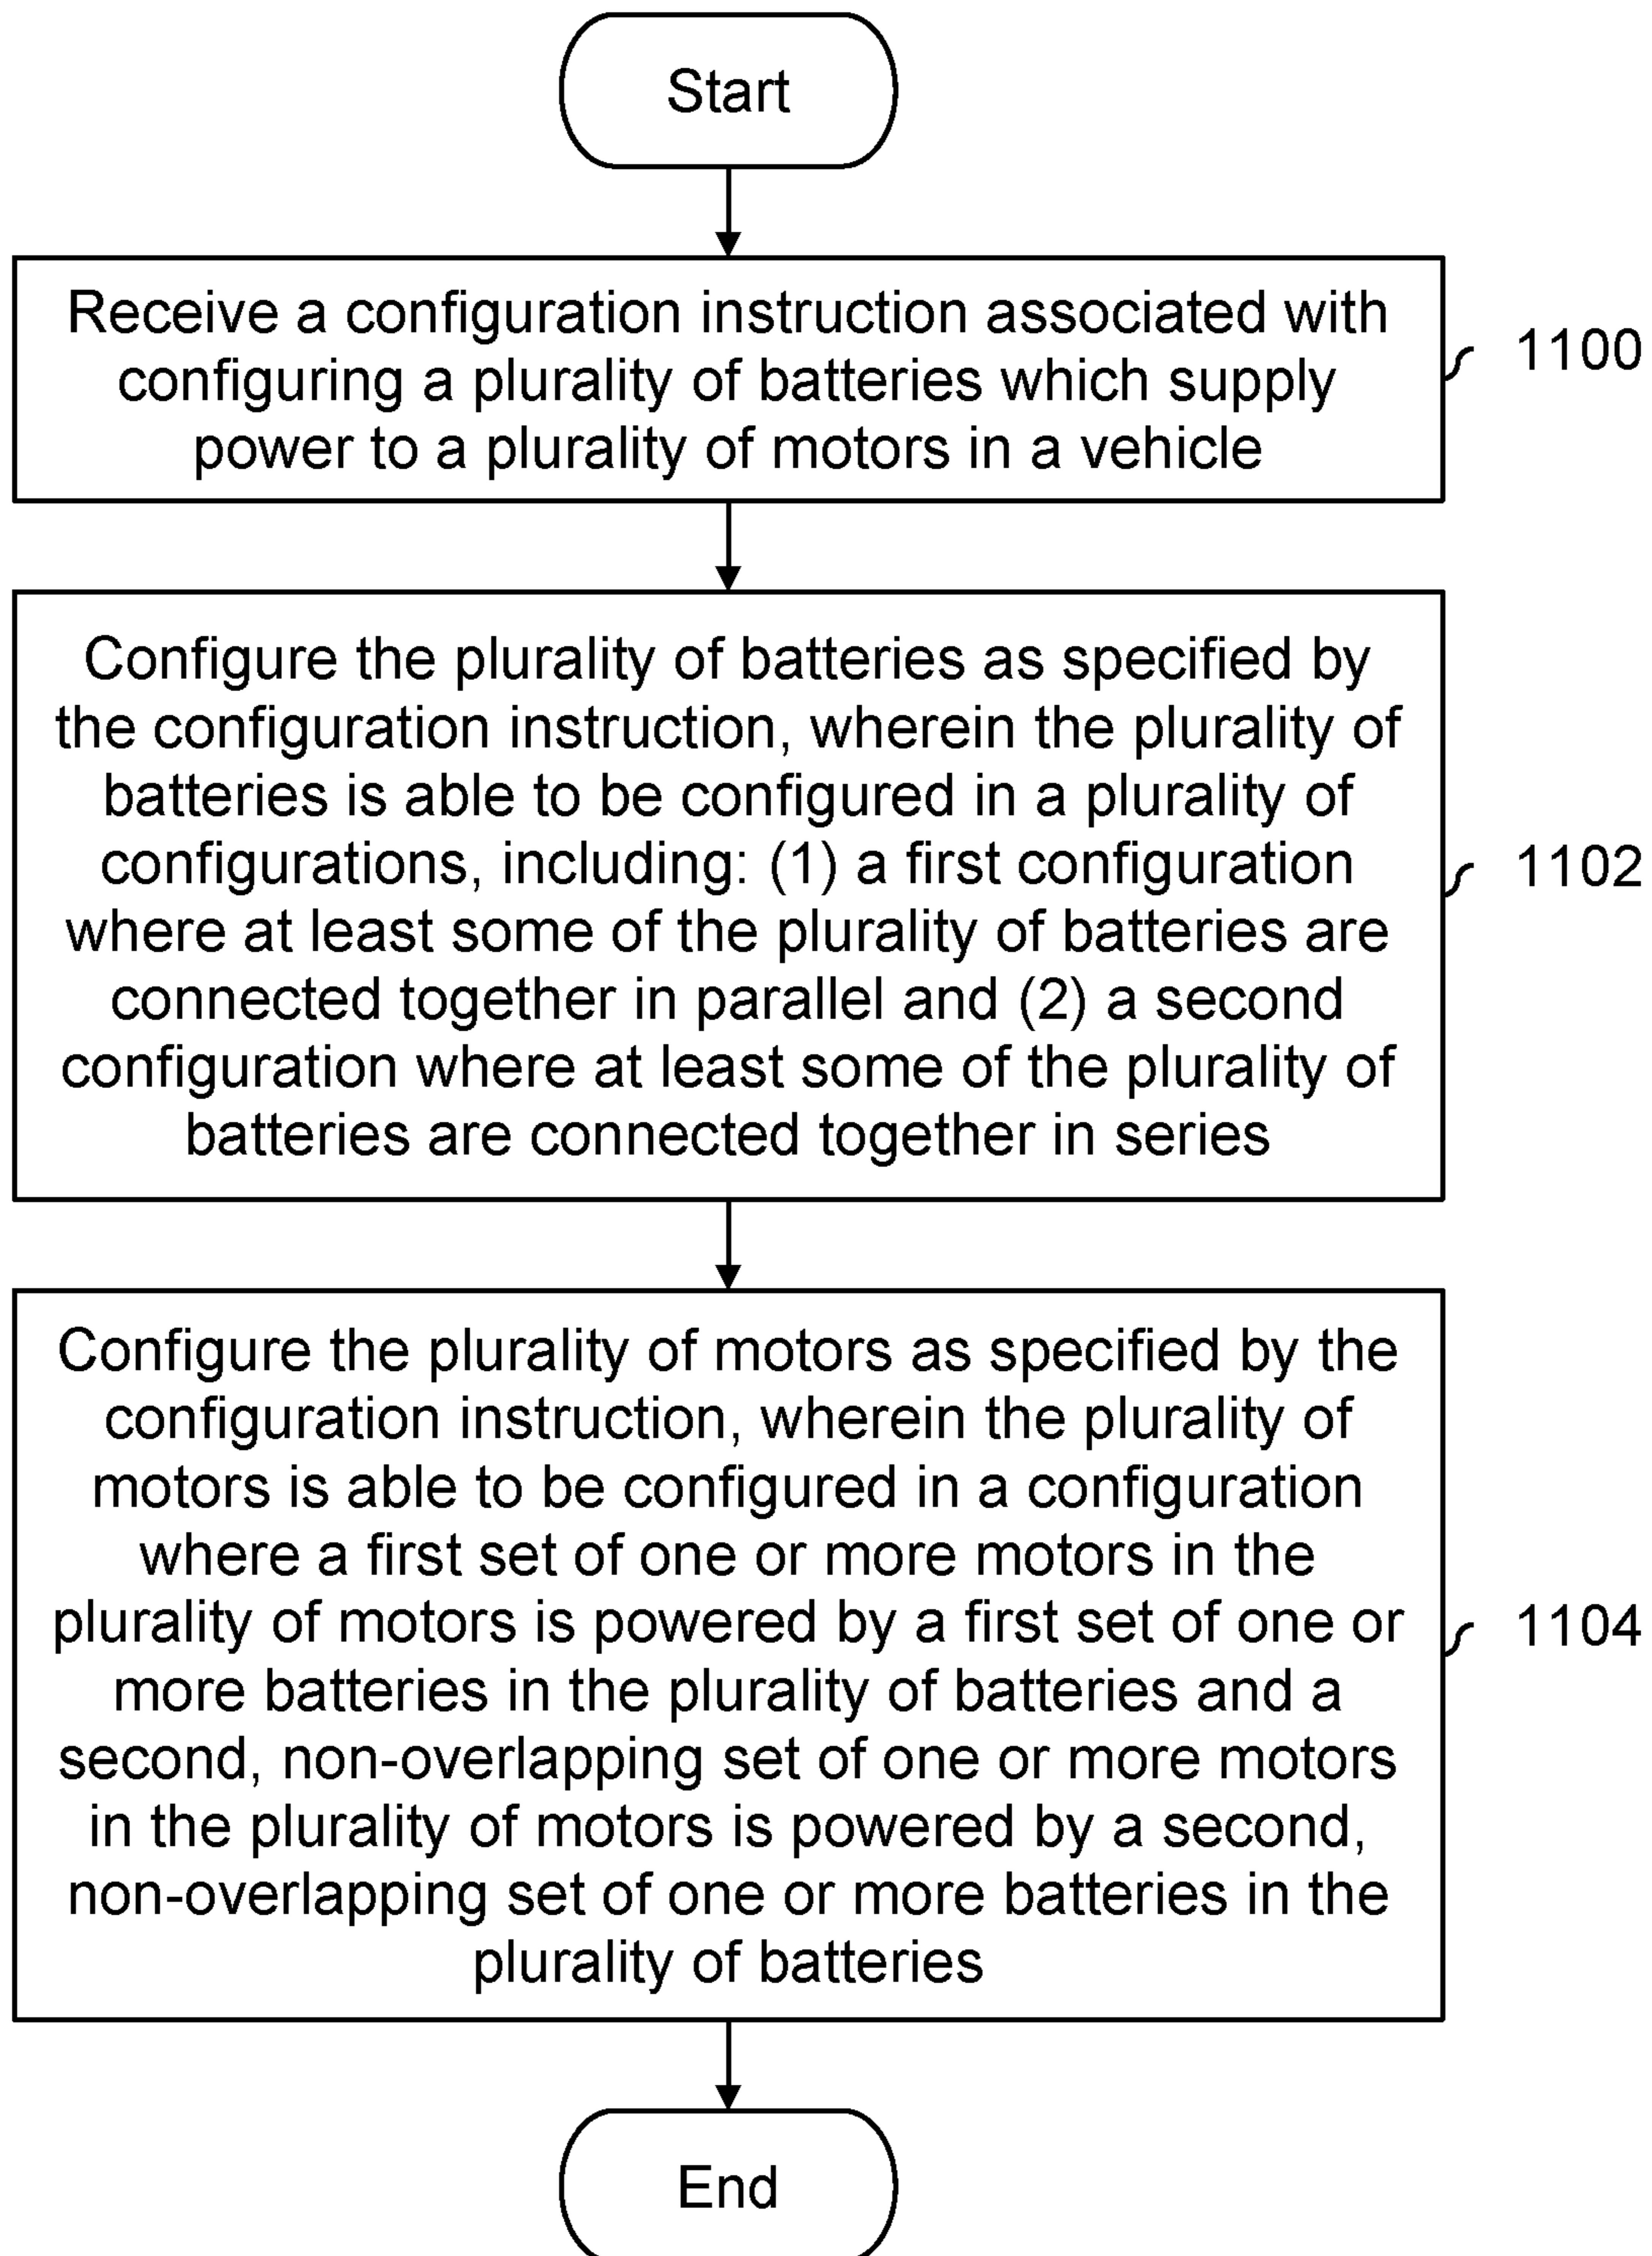 Start
Receive a configuration instruction associated with
configuring a plurality of batteries which supply
power to a plurality of motors in a vehicle
1100
Configure the plurality of batteries as specified by
the configuration instruction, wherein the plurality of
batteries is able to be configured in a plurality of
configurations, including: (1) a first configuration
where at least some of the plurality of batteries are
connected together in parallel and (2) a second
configuration where at least some of the plurality of
batteries are connected together in series
1102
Configure the plurality of motors as specified by the
configuration instruction, wherein the plurality of
motors is able to be configured in a configuration
where a first set of one or more motors in the
plurality of motors is powered by a first set of one or
more batteries in the plurality of batteries and a
second, non-overlapping set of one or more motors
in the plurality of motors is powered by a second,
non-overlapping set of one or more batteries in the
plurality of batteries
1104
End